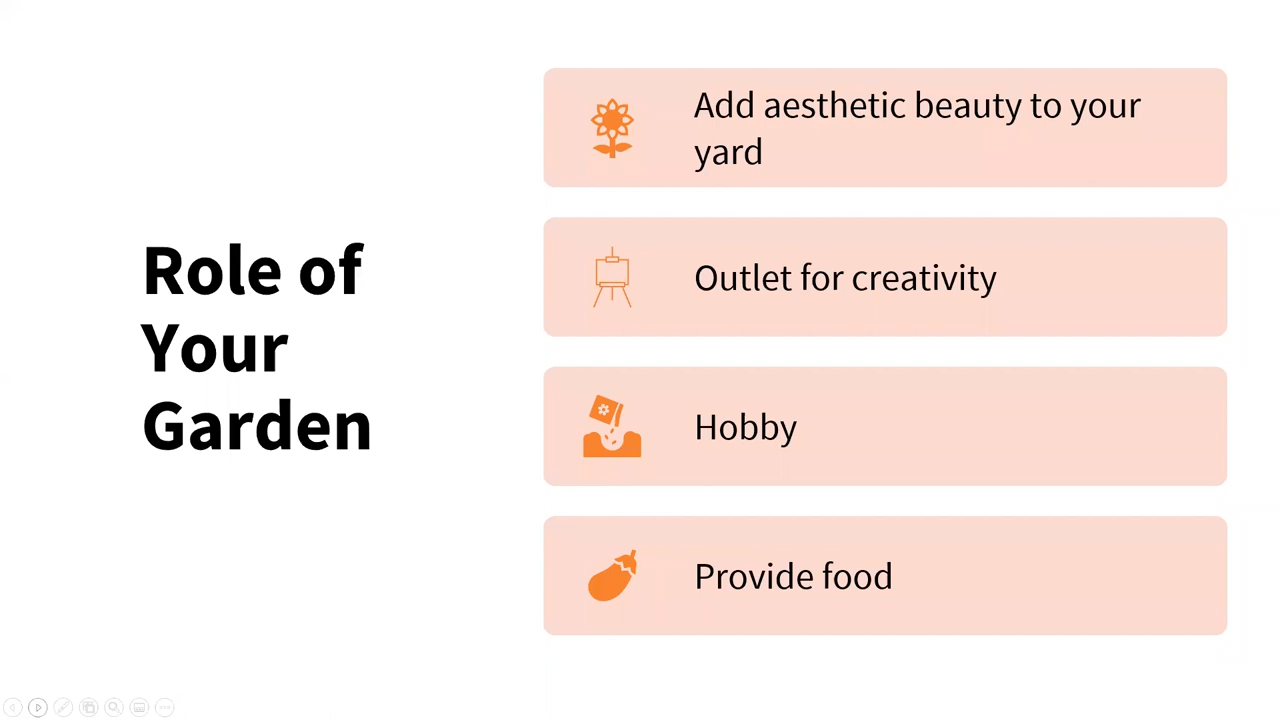 Role of
Your
Garden
Add aesthetic beauty to your
yard
Outlet for creativity
Hobby
Provide food